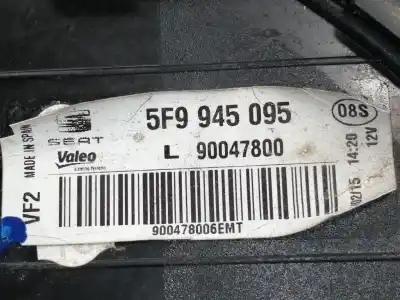 MADE IN SPAIN
VF2
SEAT
Valeo
5F9 945 095
L 90047800
900478006EMT
08S
02/15 14:20
12V